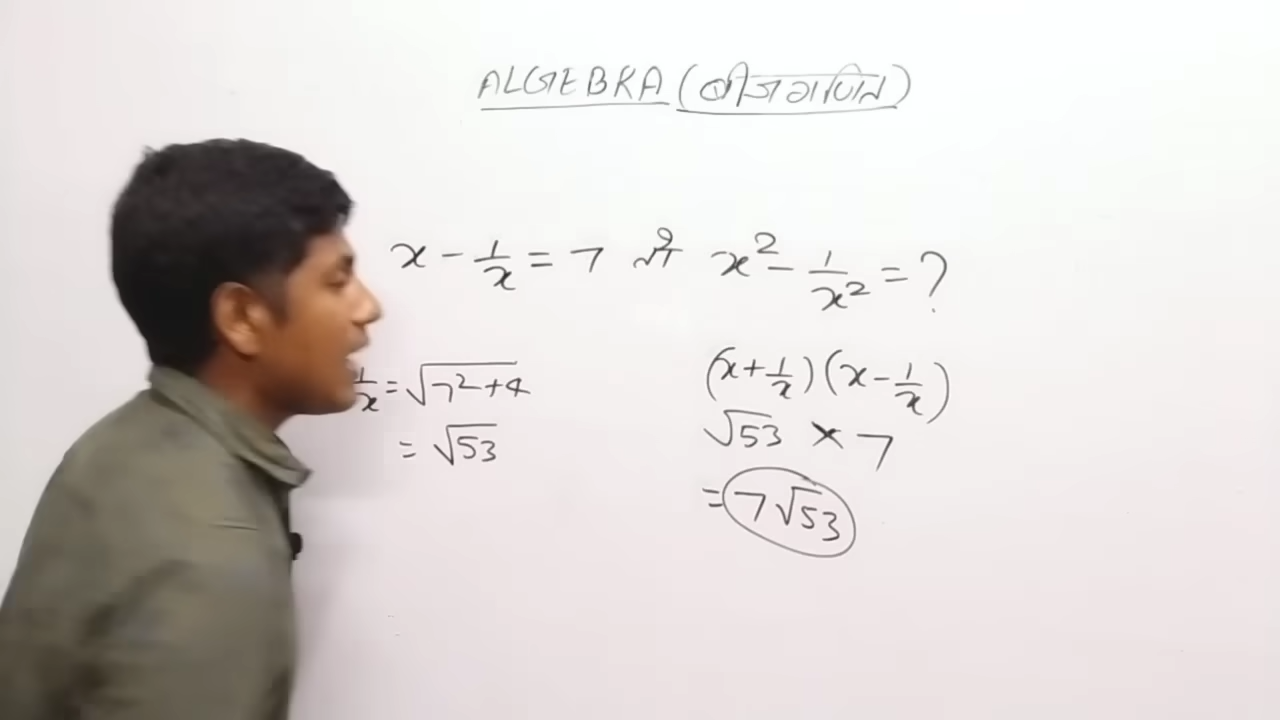 ALGEBRA (बीजगणित)
x - 1/x = 7 तो x² - 1/x² = ?
1/x = √(7²+4)
= √53
(x + 1/x)(x - 1/x)
√53 × 7
= 7√53